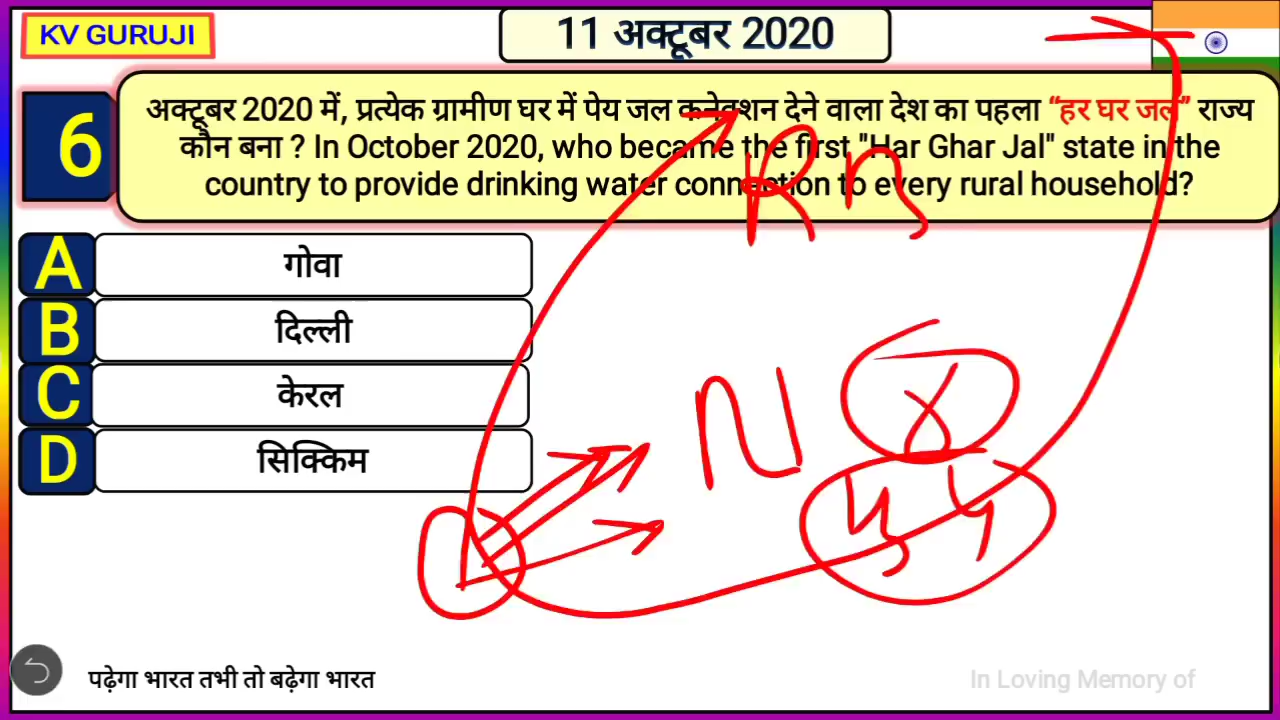 KV GURUJI
11 अक्टूबर 2020
6
अक्टूबर 2020 में, प्रत्येक ग्रामीण घर में पेय जल कनेक्शन देने वाला देश का पहला “हर घर जल” राज्य
कौन बना ? In October 2020, who became the first "Har Ghar Jal" state in the
country to provide drinking water connection to every rural household?
A गोवा
B दिल्ली
C केरल
D सिक्किम
पढ़ेगा भारत तभी तो बढ़ेगा भारत
In Loving Memory of